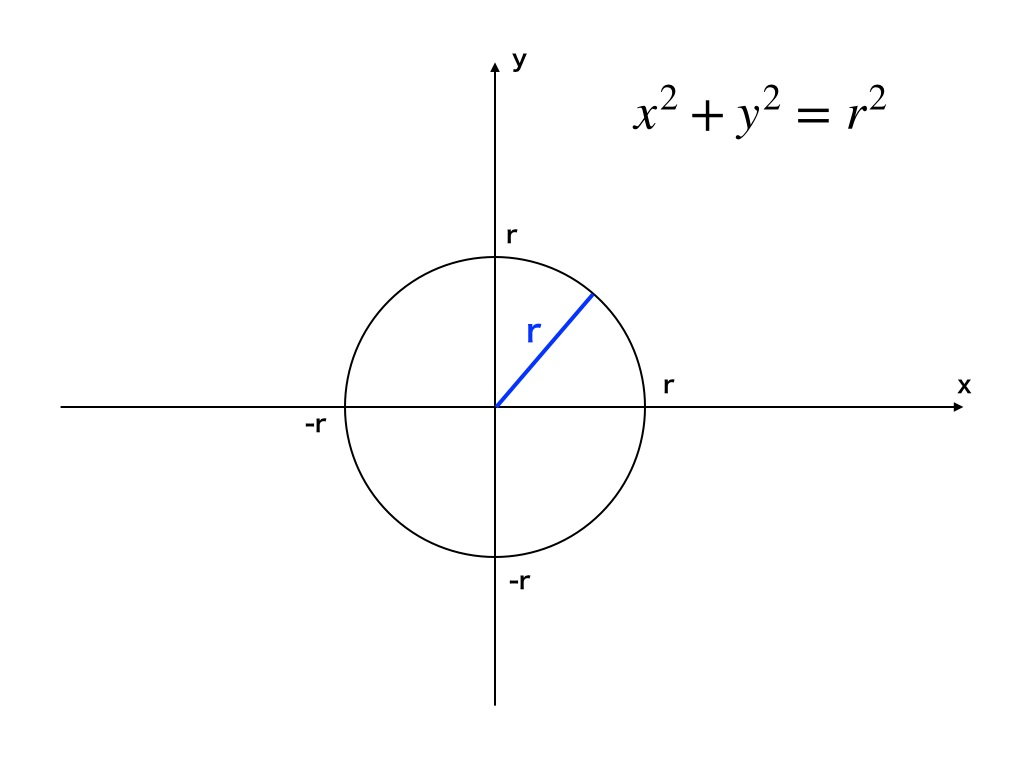 y
x² + y² = r²
r
r
r
x
-r
-r